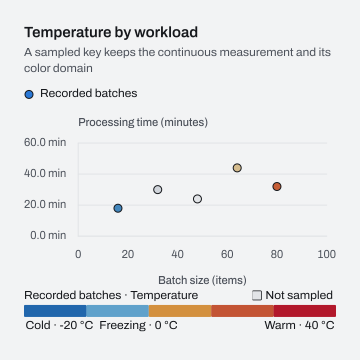 Temperature by workload
A sampled key keeps the continuous measurement and its
color domain
Recorded batches
Processing time (minutes)
60.0 min
40.0 min
20.0 min
0.0 min
0 20 40 60 80 100
Batch size (items)
Recorded batches · Temperature Not sampled
Cold · -20 °C Freezing · 0 °C Warm · 40 °C